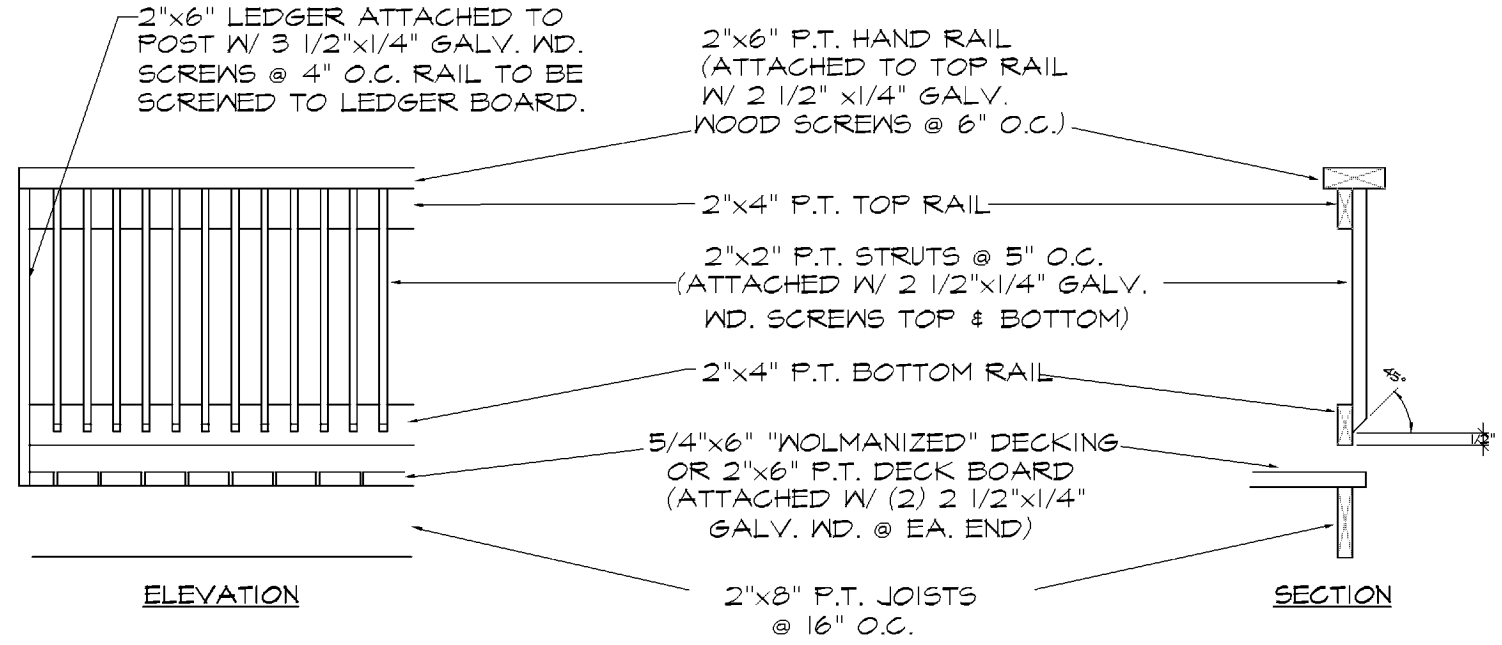 2"x6" LEDGER ATTACHED TO
POST W/ 3 1/2"x1/4" GALV. WD.
SCREWS @ 4" O.C. RAIL TO BE
SCREWED TO LEDGER BOARD.
2"x6" P.T. HAND RAIL
(ATTACHED TO TOP RAIL
W/ 2 1/2" x1/4" GALV.
WOOD SCREWS @ 6" O.C.)
2"x4" P.T. TOP RAIL
2"x2" P.T. STRUTS @ 5" O.C.
(ATTACHED W/ 2 1/2"x1/4" GALV.
WD. SCREWS TOP & BOTTOM)
2"x4" P.T. BOTTOM RAIL
45°
1/2"
5/4"x6" "WOLMANIZED" DECKING
OR 2"x6" P.T. DECK BOARD
(ATTACHED W/ (2) 2 1/2"x1/4"
GALV. WD. @ EA. END)
2"x8" P.T. JOISTS
@ 16" O.C.
ELEVATION
SECTION